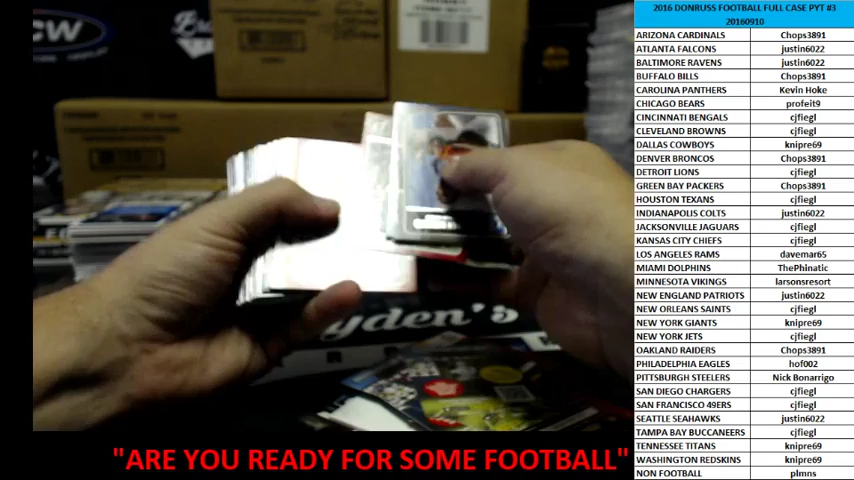 2016 DONRUSS FOOTBALL FULL CASE PYT #3
20160910
ARIZONA CARDINALS Chops3891
ATLANTA FALCONS justin6022
BALTIMORE RAVENS justin6022
BUFFALO BILLS Chops3891
CAROLINA PANTHERS Kevin Hoke
CHICAGO BEARS profeit9
CINCINNATI BENGALS cjfiegl
CLEVELAND BROWNS cjfiegl
DALLAS COWBOYS knipre69
DENVER BRONCOS Chops3891
DETROIT LIONS cjfiegl
GREEN BAY PACKERS Chops3891
HOUSTON TEXANS cjfiegl
INDIANAPOLIS COLTS justin6022
JACKSONVILLE JAGUARS cjfiegl
KANSAS CITY CHIEFS cjfiegl
LOS ANGELES RAMS davemar65
MIAMI DOLPHINS ThePhinatic
MINNESOTA VIKINGS larsonsresort
NEW ENGLAND PATRIOTS justin6022
NEW ORLEANS SAINTS cjfiegl
NEW YORK GIANTS knipre69
NEW YORK JETS cjfiegl
OAKLAND RAIDERS Chops3891
PHILADELPHIA EAGLES hof002
PITTSBURGH STEELERS Nick Bonarrigo
SAN DIEGO CHARGERS cjfiegl
SAN FRANCISCO 49ERS cjfiegl
SEATTLE SEAHAWKS justin6022
TAMPA BAY BUCCANEERS cjfiegl
TENNESSEE TITANS knipre69
WASHINGTON REDSKINS knipre69
NON FOOTBALL plmns
CW
yden's
"ARE YOU READY FOR SOME FOOTBALL"